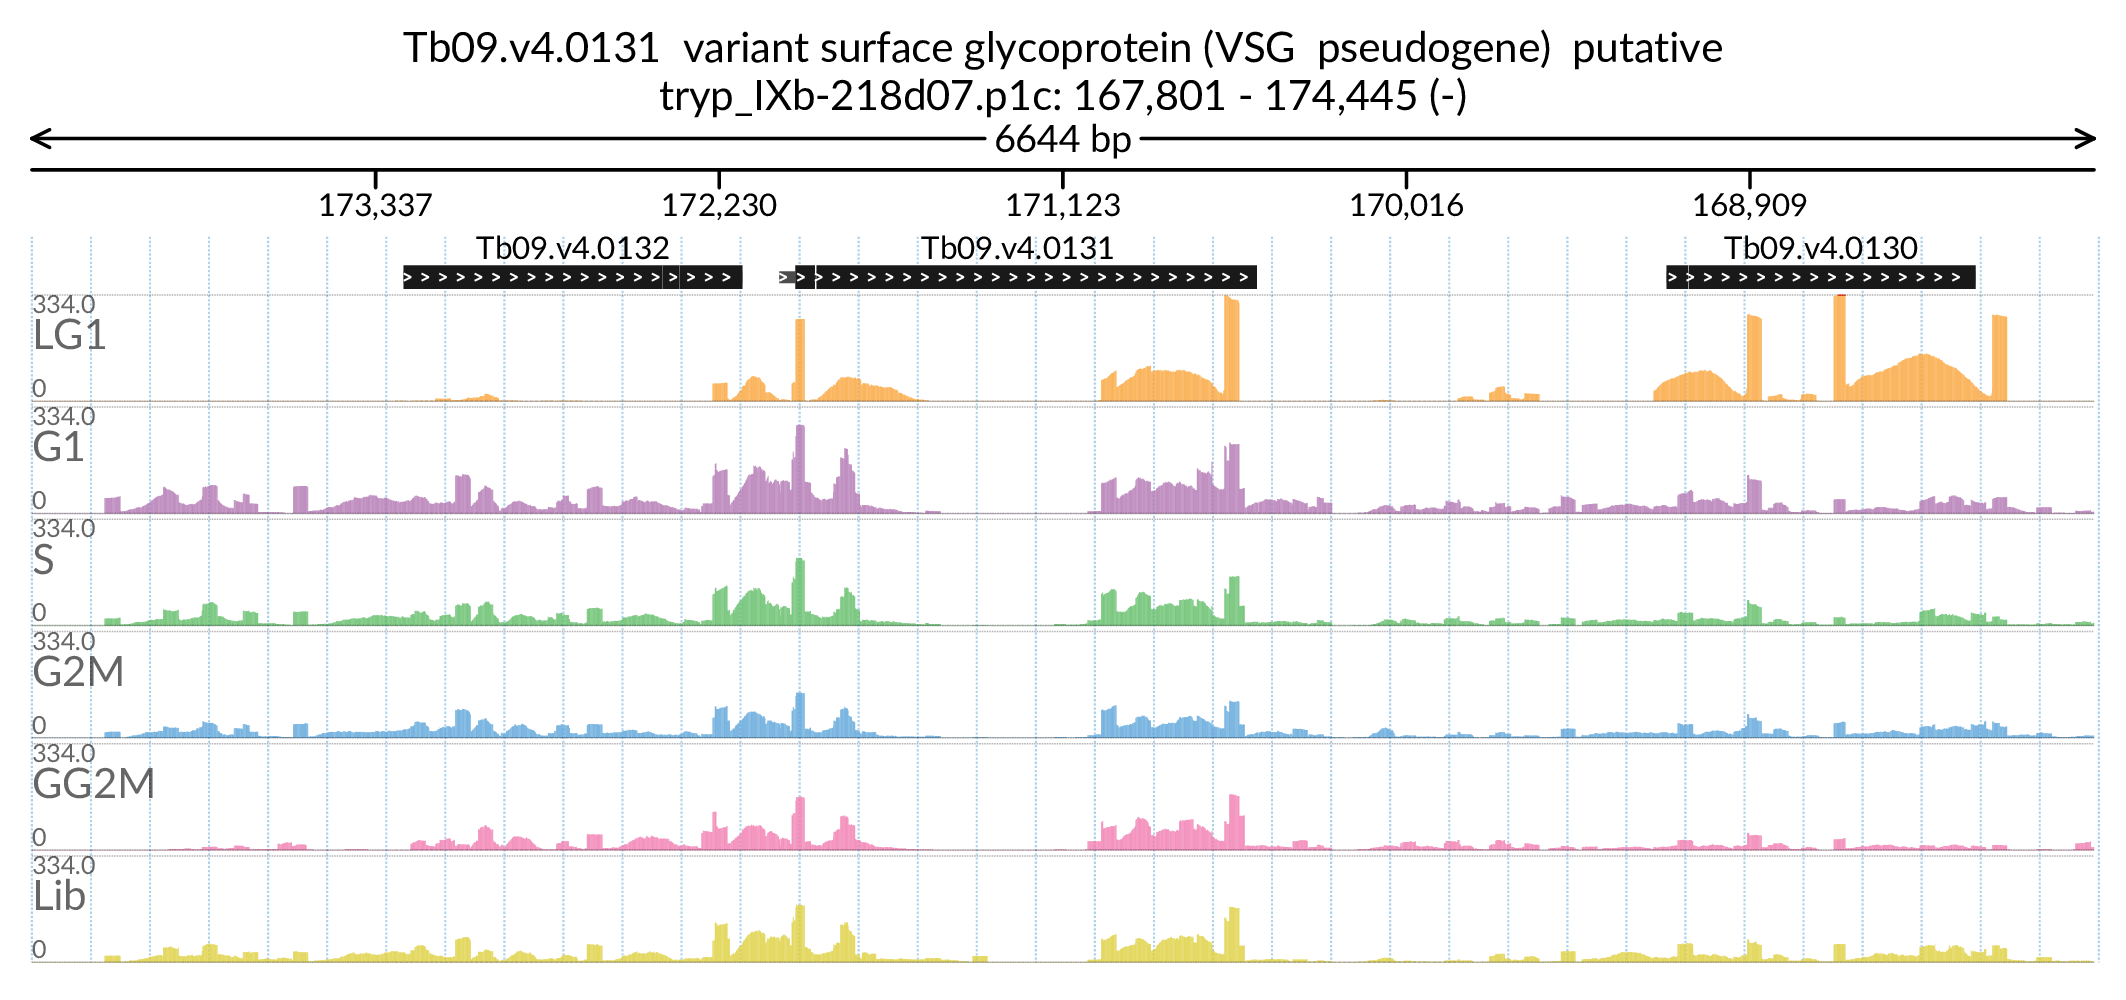 Tb09.v4.0131  variant surface glycoprotein (VSG  pseudogene)  putative
tryp_IXb-218d07.p1c: 167,801 - 174,445 (-)
6644 bp
173,337 172,230 171,123 170,016 168,909
Tb09.v4.0132 Tb09.v4.0131 Tb09.v4.0130
334.0
LG1
0
334.0
G1
0
334.0
S
0
334.0
G2M
0
334.0
GG2M
0
334.0
Lib
0